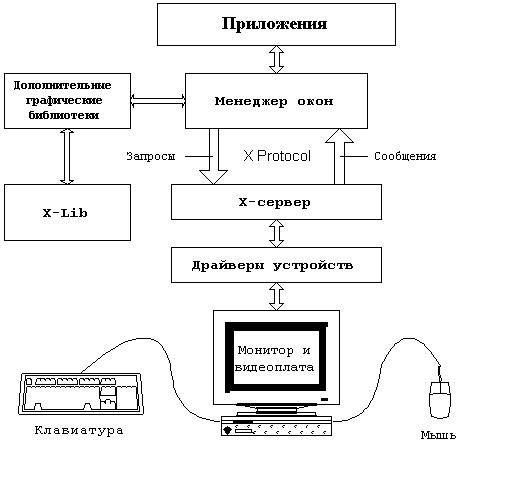 Приложения
Дополнительные
графические
библиотеки
Менеджер окон
Запросы
X Protocol
Сообщения
X-Lib
X-сервер
Драйверы устройств
Монитор и
видеоплата
Клавиатура
Мышь